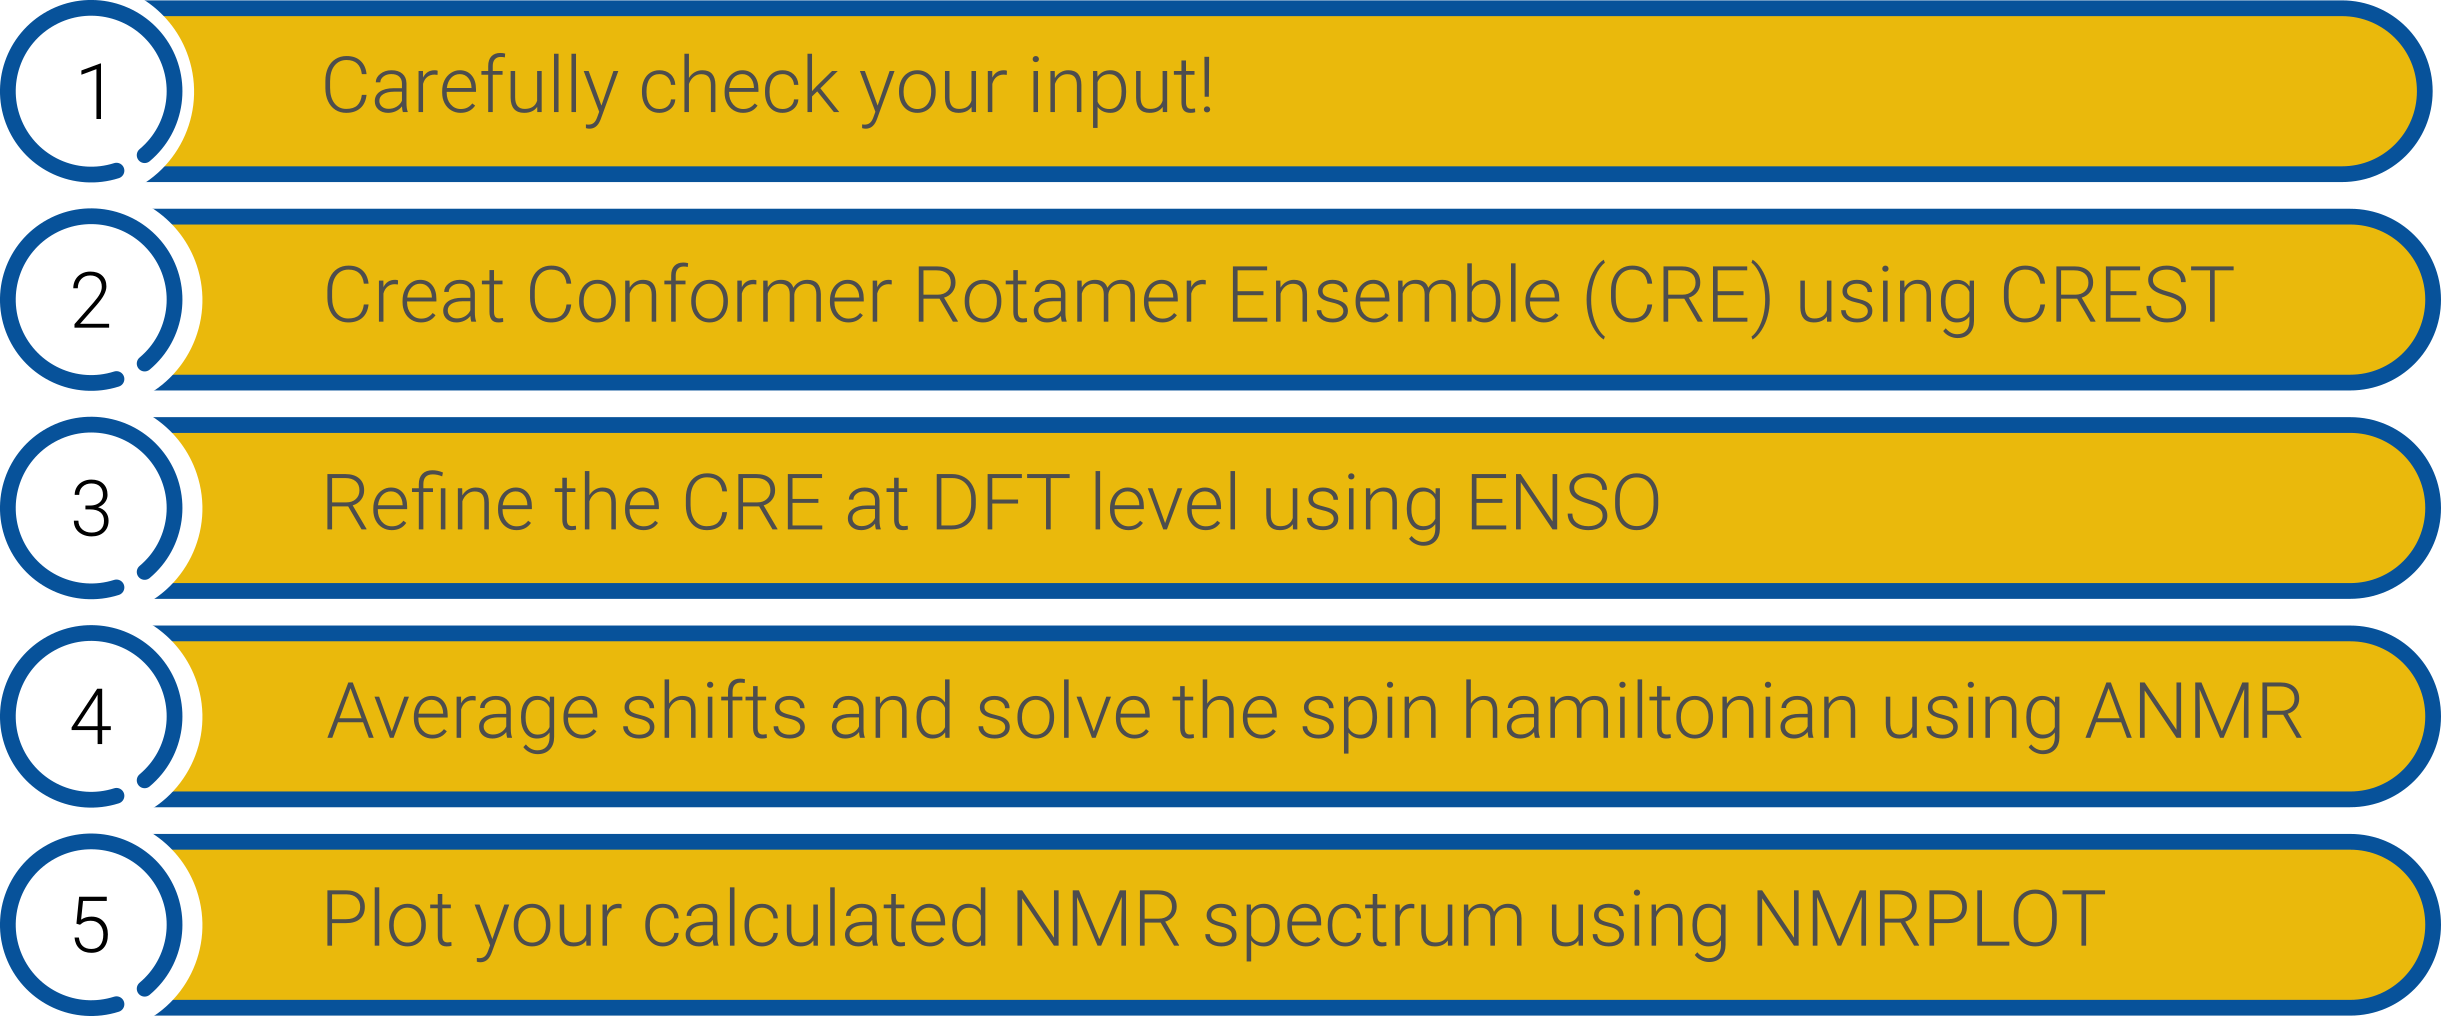 1
Carefully check your input!
2
Creat Conformer Rotamer Ensemble (CRE) using CREST
3
Refine the CRE at DFT level using ENSO
4
Average shifts and solve the spin hamiltonian using ANMR
5
Plot your calculated NMR spectrum using NMRPLOT